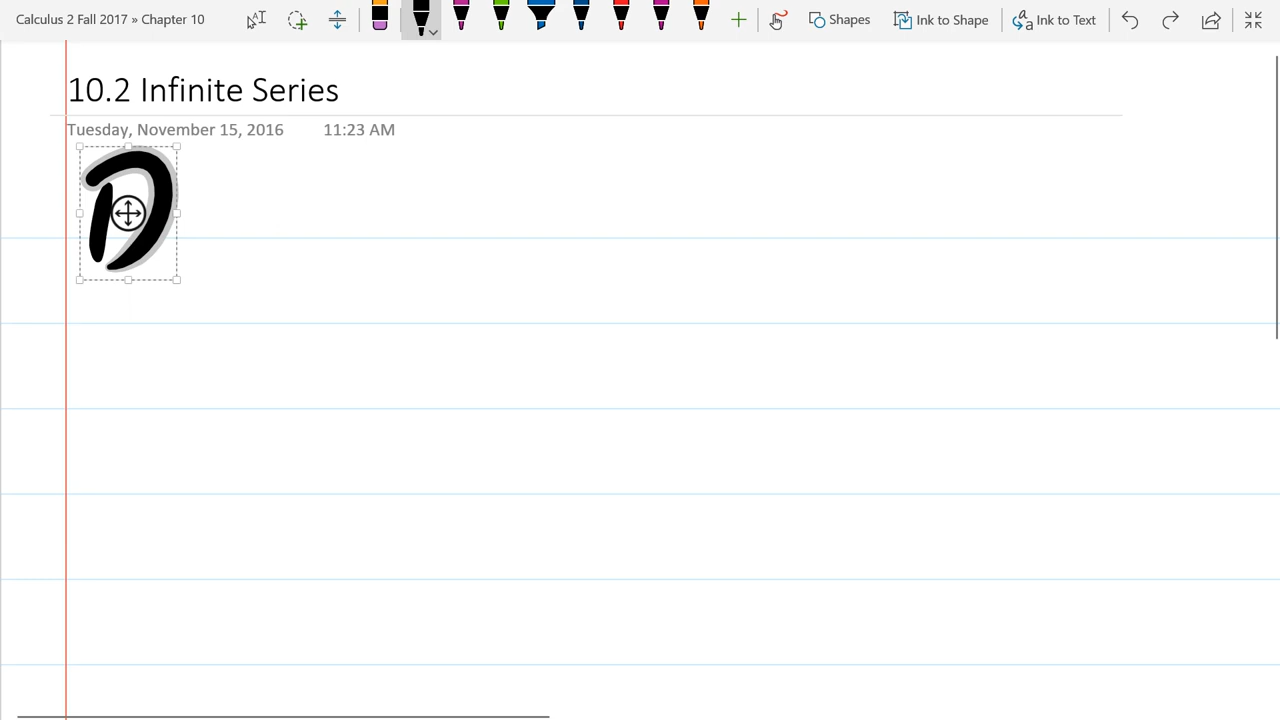 Calculus 2 Fall 2017 » Chapter 10
Shapes
Ink to Shape
Ink to Text
10.2 Infinite Series
Tuesday, November 15, 2016 11:23 AM
D